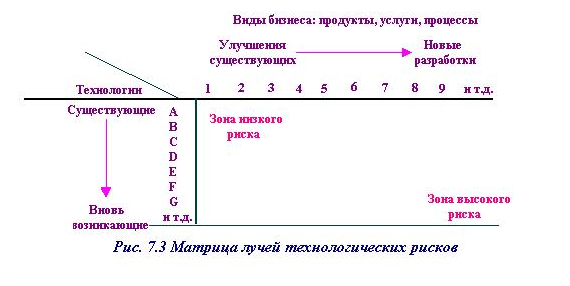 Виды бизнеса: продукты, услуги, процессы
Улучшения
существующих
Новые
разработки
Технологии
1 2 3 4 5 6 7 8 9 и т.д.
Существующие
A
B
C
D
E
F
G
и т.д.
Зона низкого
риска
Вновь
возникающие
Зона высокого
риска
Рис. 7.3 Матрица лучей технологических рисков